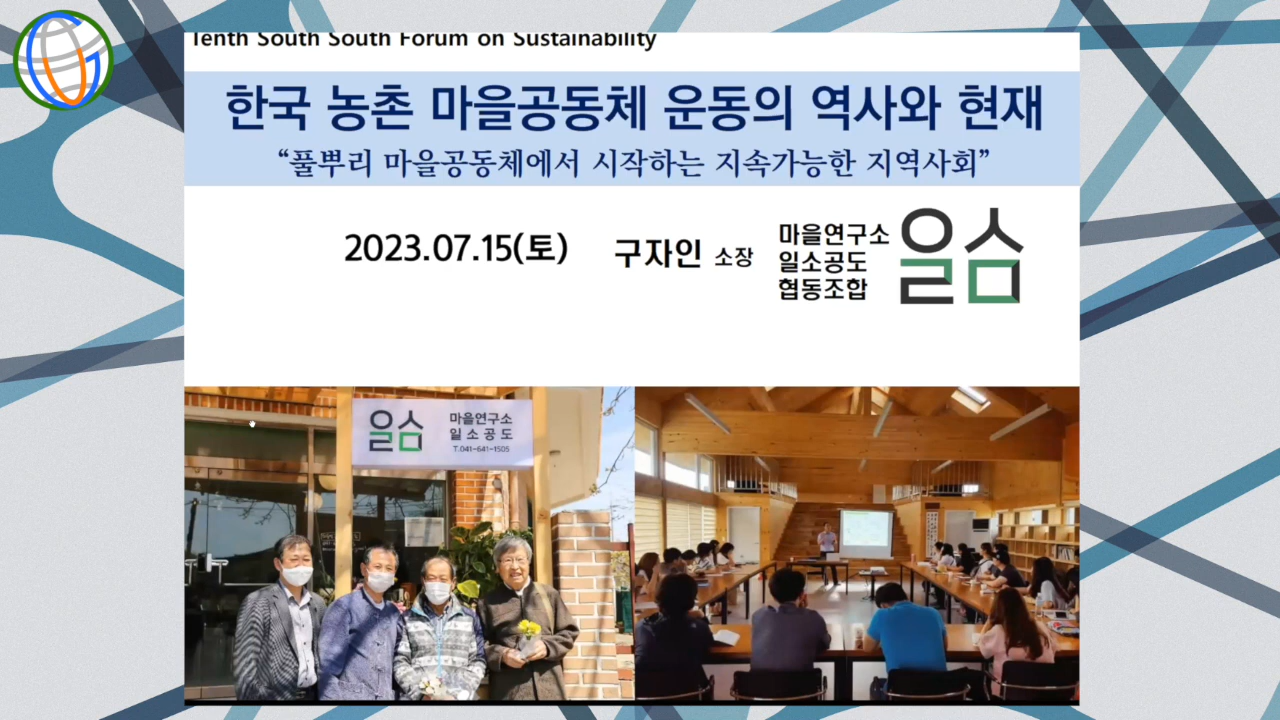 Tenth South South Forum on Sustainability
한국 농촌 마을공동체 운동의 역사와 현재
“풀뿌리 마을공동체에서 시작하는 지속가능한 지역사회”
2023.07.15(토)
구자인 소장
마을연구소
일소공도
협동조합
일소
마을연구소
일소공도
T.041-641-1505